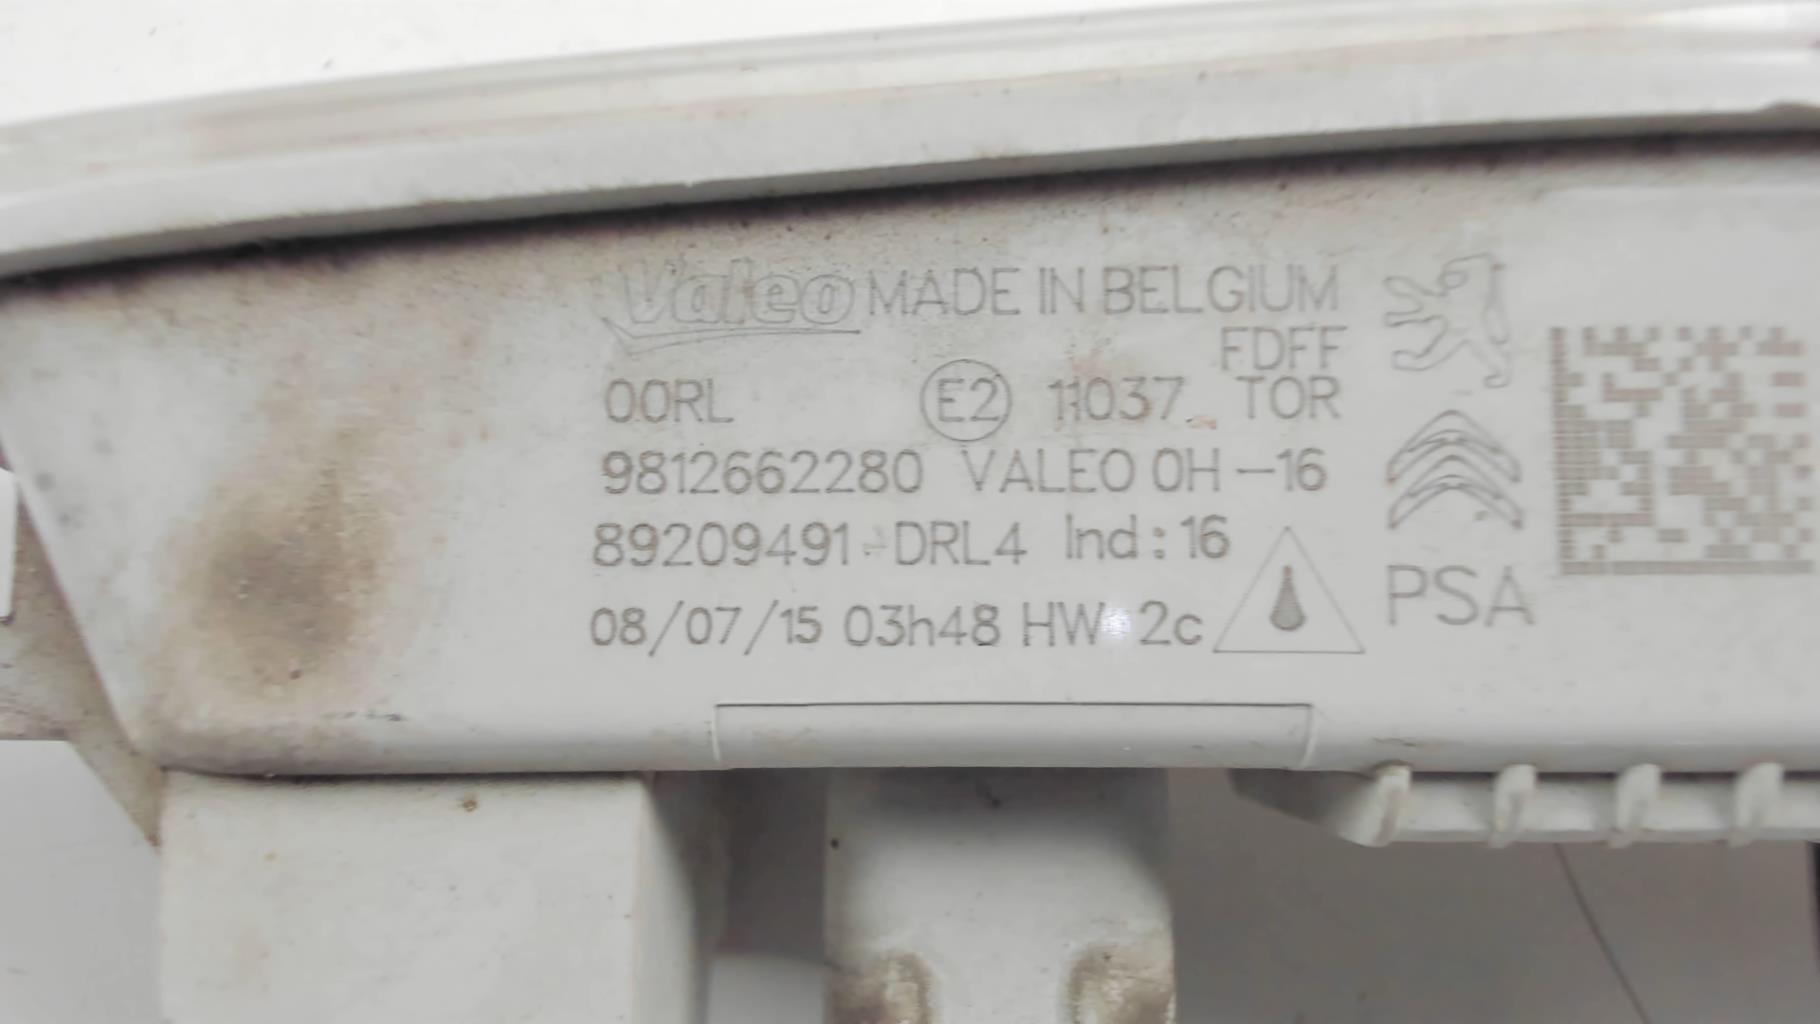 Valeo MADE IN BELGIUM
FDFF
00RL E2 11037 TOR
9812662280 VALEO 0H-16
89209491-DRL4 Ind:16
08/07/15 03h48 HW 2c
PSA